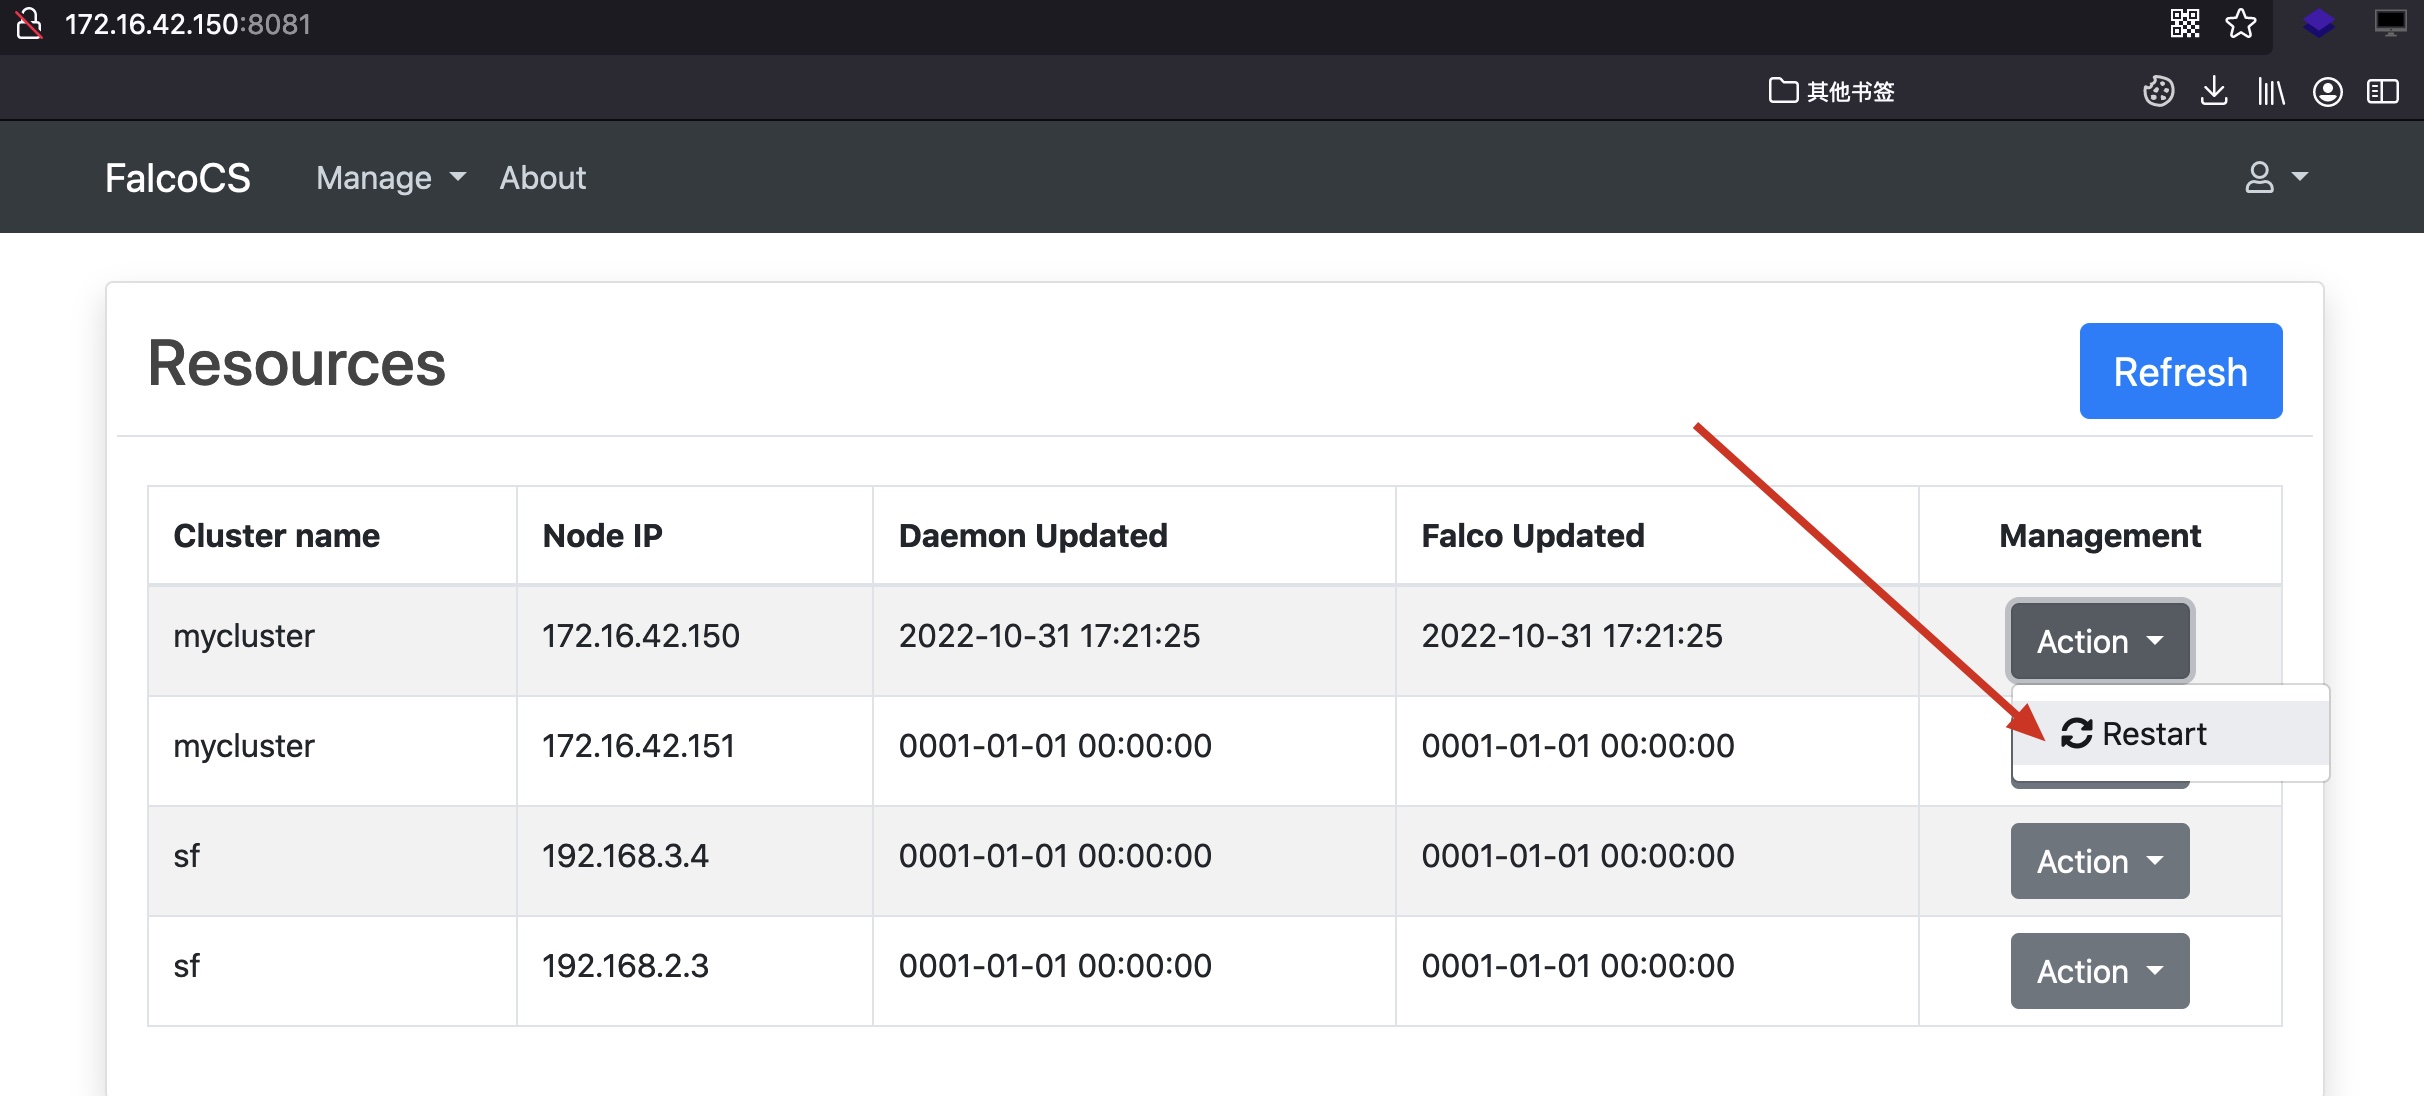 172.16.42.150:8081
其他书签
FalcoCS Manage About
Resources
Refresh
Cluster name Node IP Daemon Updated Falco Updated Management
mycluster 172.16.42.150 2022-10-31 17:21:25 2022-10-31 17:21:25 Action
Restart
mycluster 172.16.42.151 0001-01-01 00:00:00 0001-01-01 00:00:00
sf 192.168.3.4 0001-01-01 00:00:00 0001-01-01 00:00:00 Action
sf 192.168.2.3 0001-01-01 00:00:00 0001-01-01 00:00:00 Action